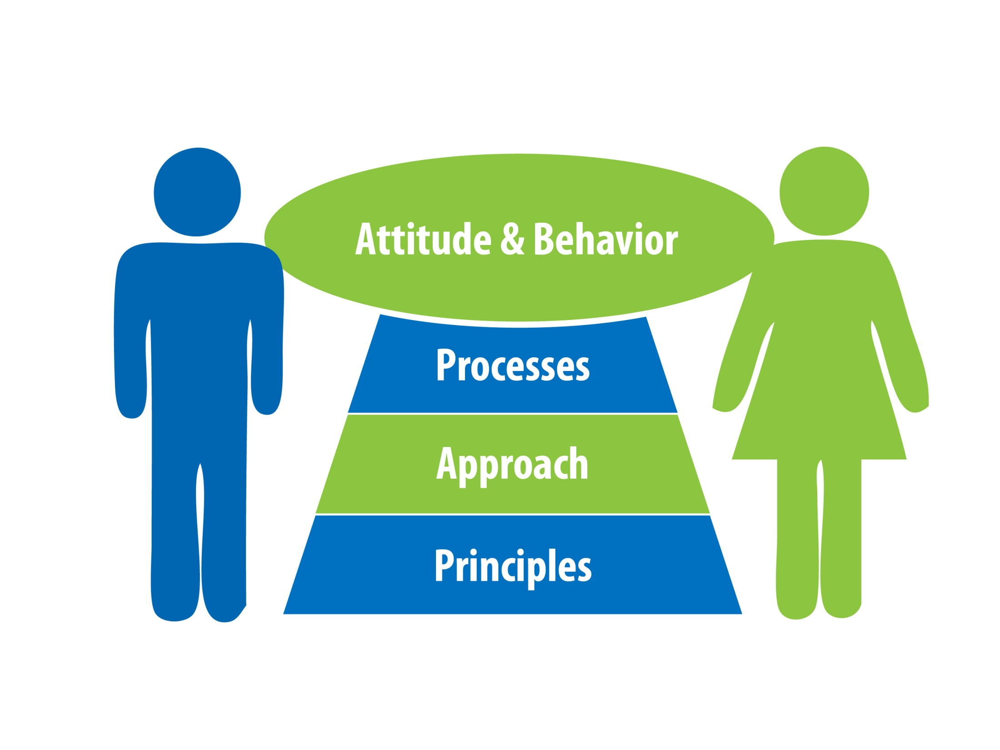 Attitude & Behavior
Processes
Approach
Principles